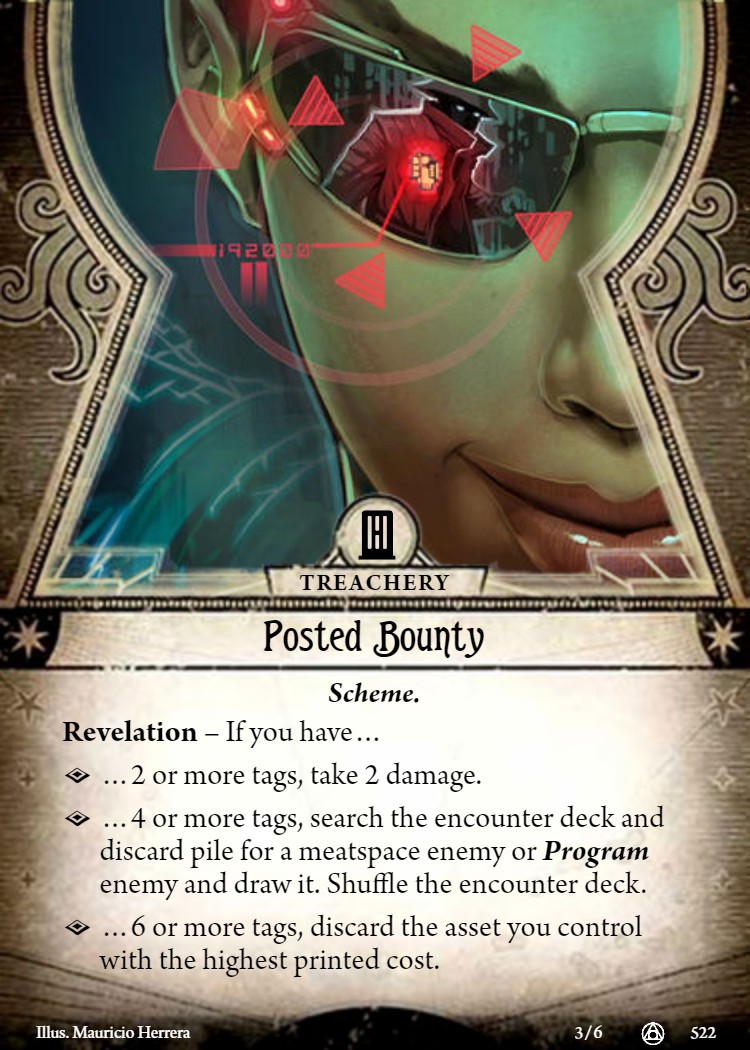 192000
TREACHERY
Posted Bounty
Scheme.
Revelation – If you have…
…2 or more tags, take 2 damage.
…4 or more tags, search the encounter deck and
discard pile for a meatspace enemy or Program
enemy and draw it. Shuffle the encounter deck.
…6 or more tags, discard the asset you control
with the highest printed cost.
Illus. Mauricio Herrera 3/6 522